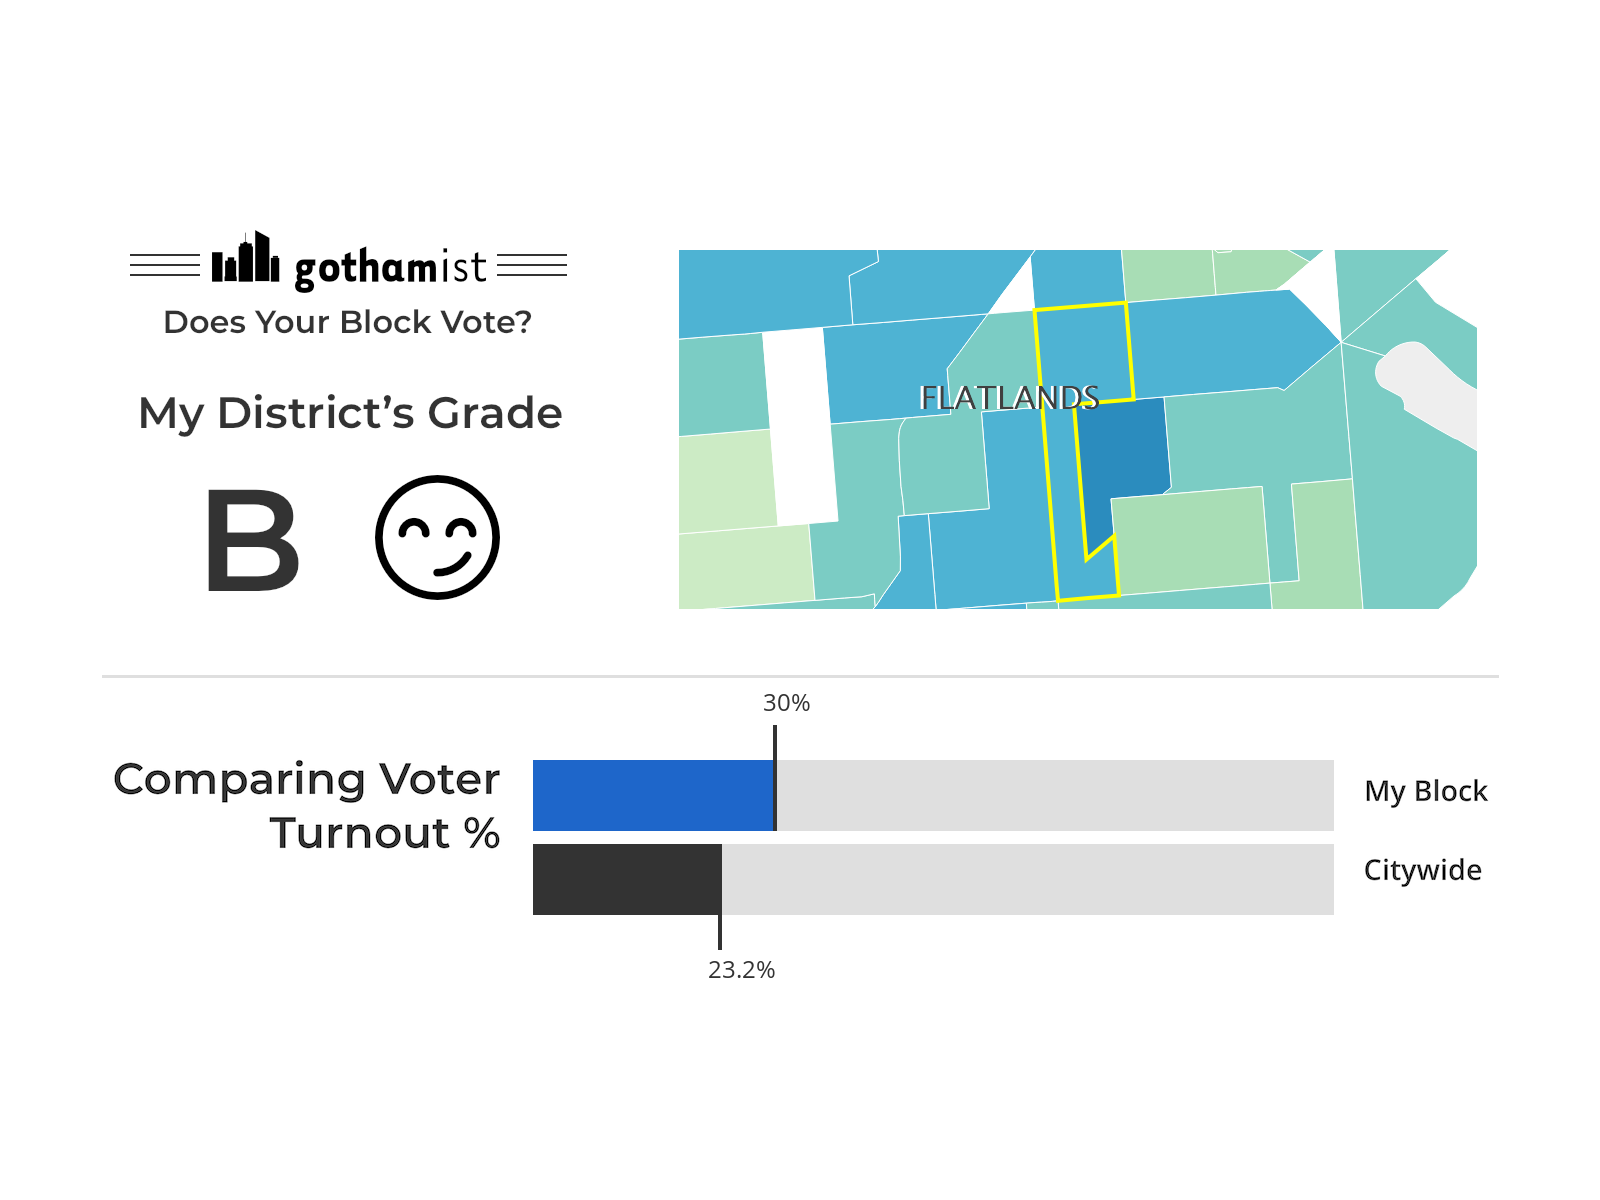 gothamist
Does Your Block Vote?
My District’s Grade
B
FLATLANDS
30%
Comparing Voter
Turnout %
My Block
Citywide
23.2%